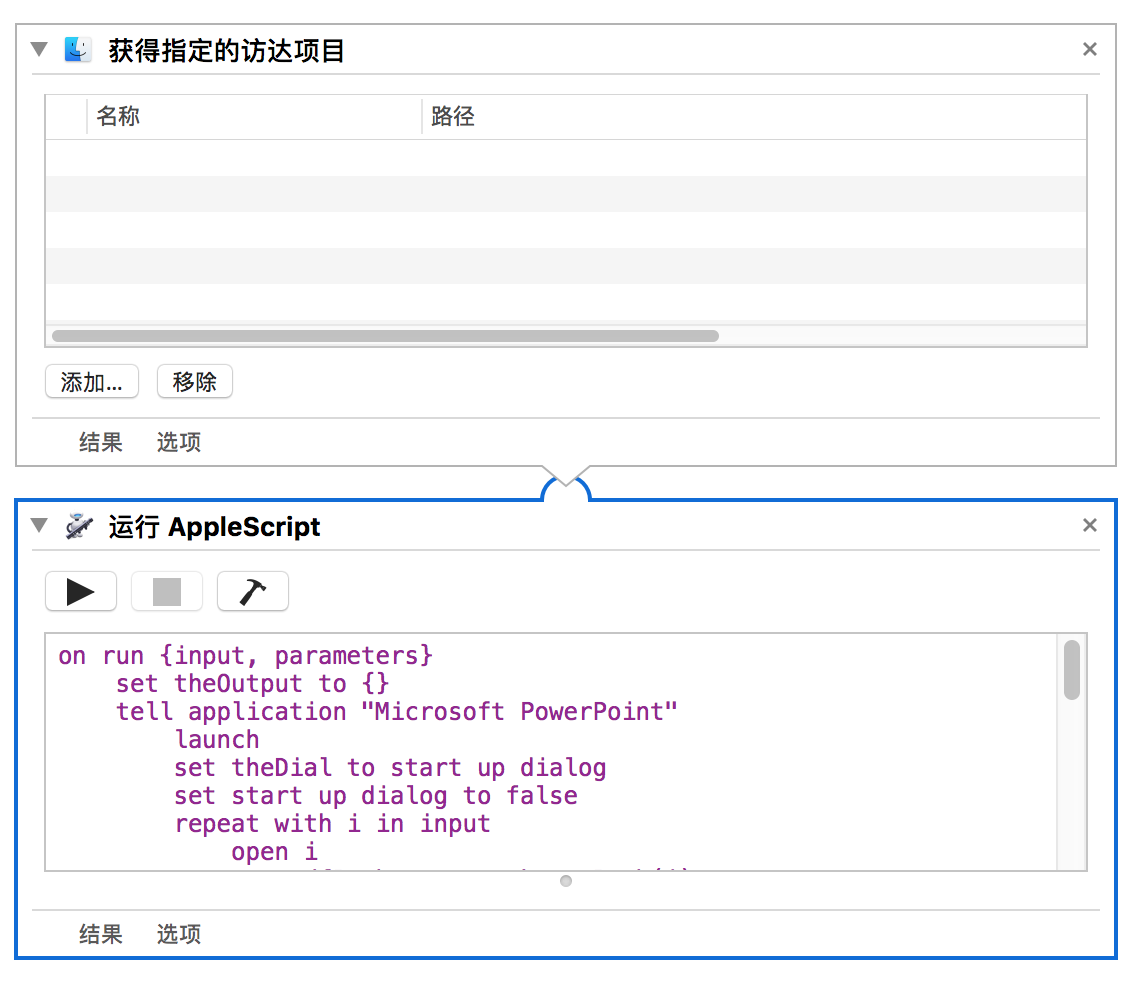 获得指定的访达项目
名称 路径
添加... 移除
结果 选项
运行 AppleScript
on run {input, parameters}
set theOutput to {}
tell application "Microsoft PowerPoint"
launch
set theDial to start up dialog
set start up dialog to false
repeat with i in input
open i
结果 选项